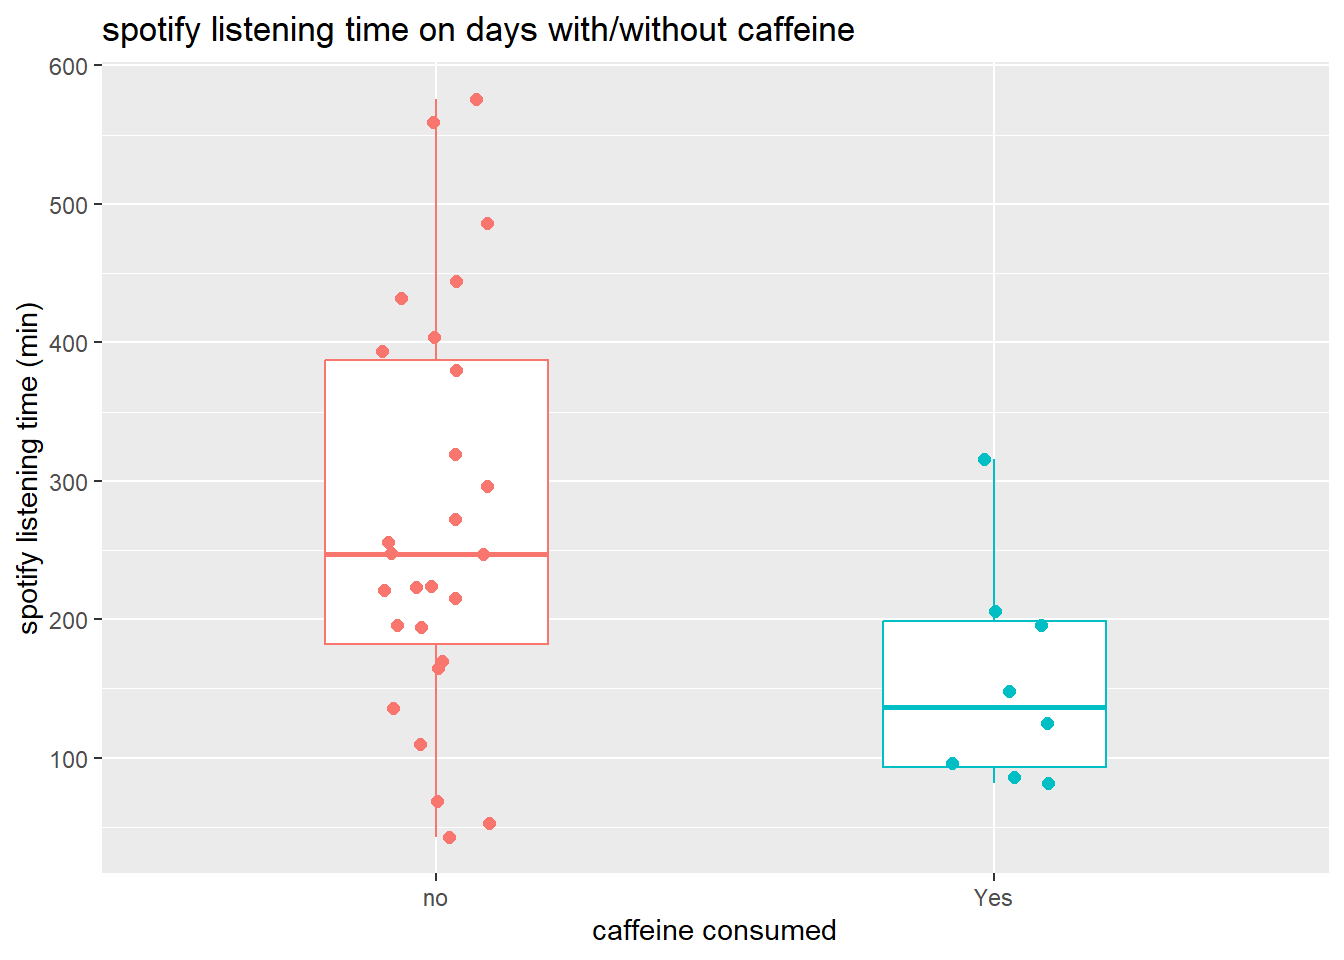 spotify listening time on days with/without caffeine
600
500
400
300
200
100
spotify listening time (min)
no
Yes
caffeine consumed